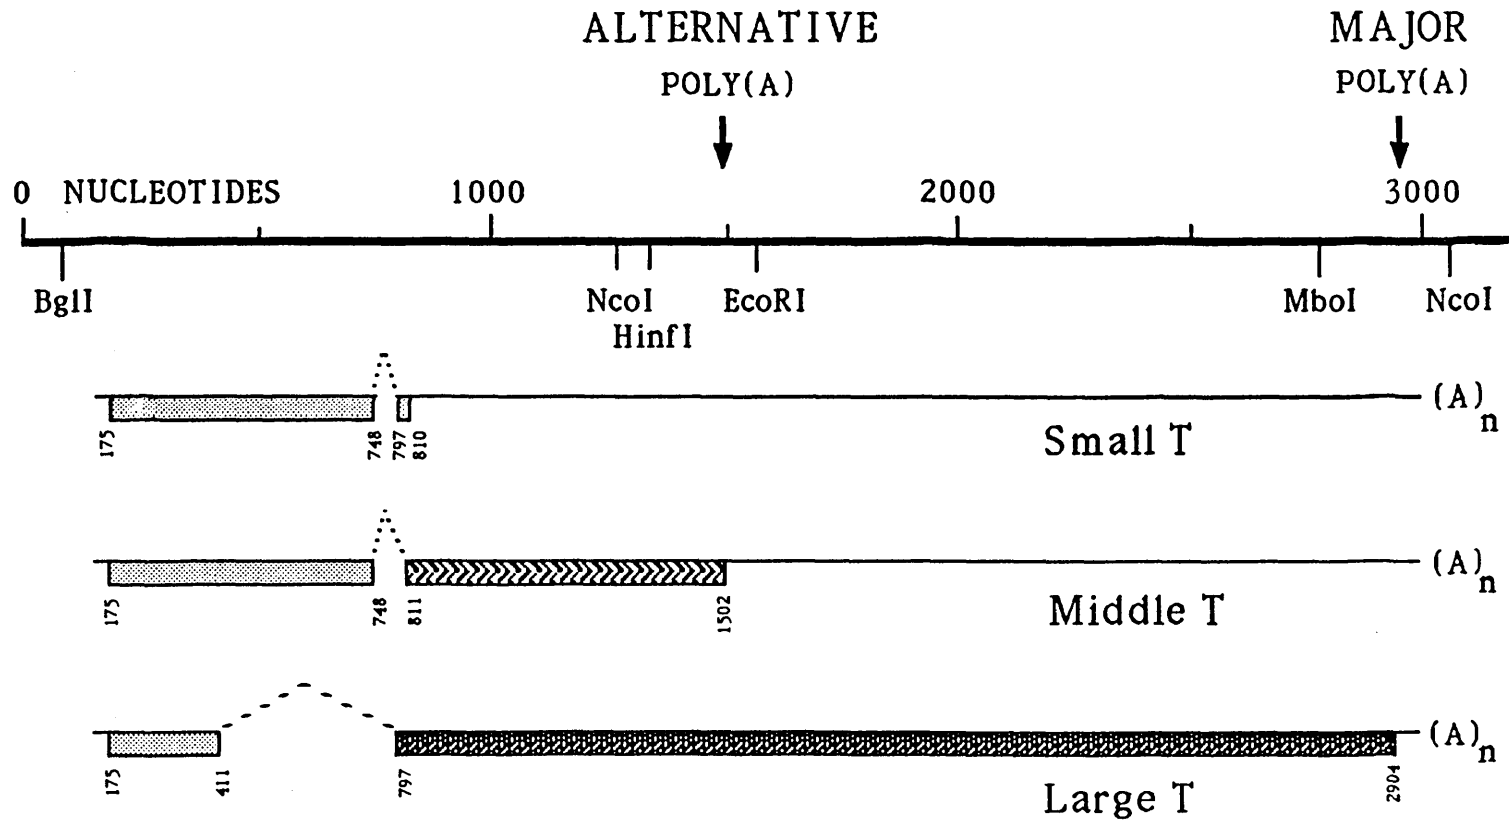 ALTERNATIVE MAJOR
POLY(A) POLY(A)
0 NUCLEOTIDES 1000 2000 3000
BglI NcoI EcoRI MboI NcoI
HinfI
(A)n
175 748 797 810
Small T
(A)n
175 748 811 1502
Middle T
(A)n
175 411 797 2904
Large T